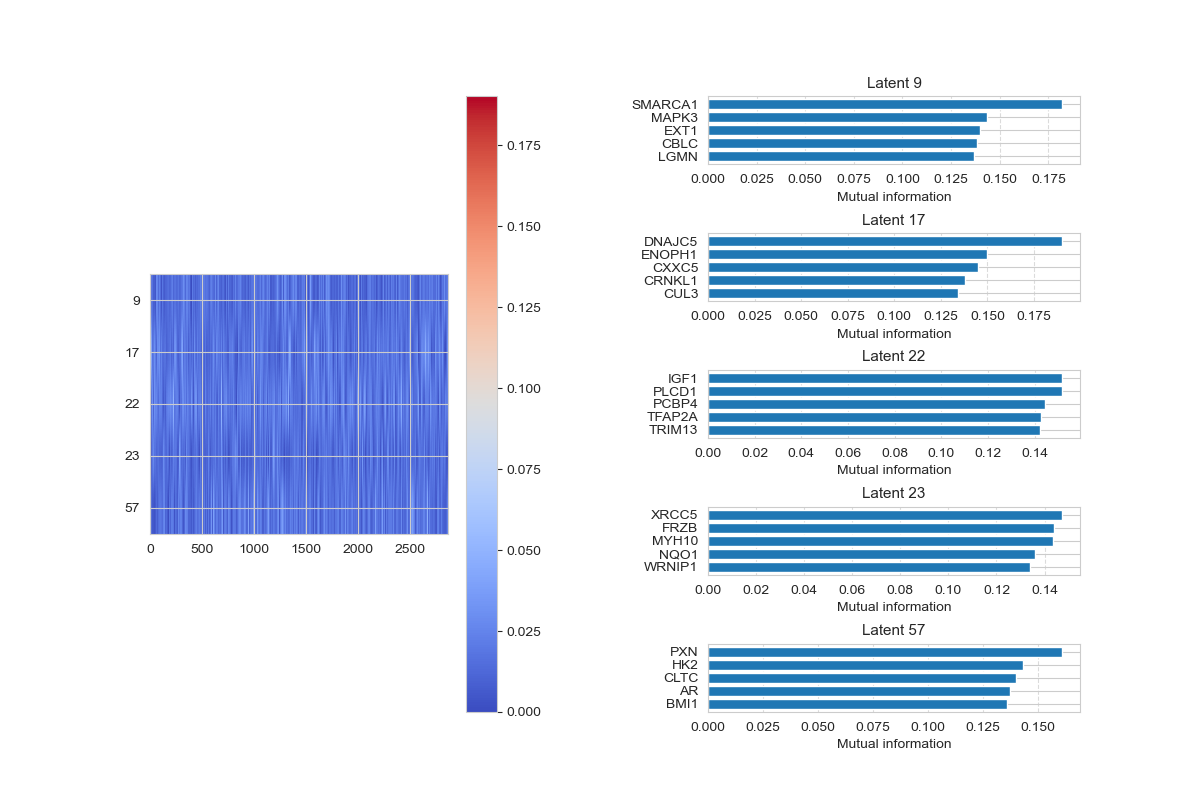 9
17
22
23
57
0 500 1000 1500 2000 2500
0.175
0.150
0.125
0.100
0.075
0.050
0.025
0.000
Latent 9
SMARCA1
MAPK3
EXT1
CBLC
LGMN
0.000 0.025 0.050 0.075 0.100 0.125 0.150 0.175
Mutual information
Latent 17
DNAJC5
ENOPH1
CXXC5
CRNKL1
CUL3
0.000 0.025 0.050 0.075 0.100 0.125 0.150 0.175
Mutual information
Latent 22
IGF1
PLCD1
PCBP4
TFAP2A
TRIM13
0.00 0.02 0.04 0.06 0.08 0.10 0.12 0.14
Mutual information
Latent 23
XRCC5
FRZB
MYH10
NQO1
WRNIP1
0.00 0.02 0.04 0.06 0.08 0.10 0.12 0.14
Mutual information
Latent 57
PXN
HK2
CLTC
AR
BMI1
0.000 0.025 0.050 0.075 0.100 0.125 0.150
Mutual information